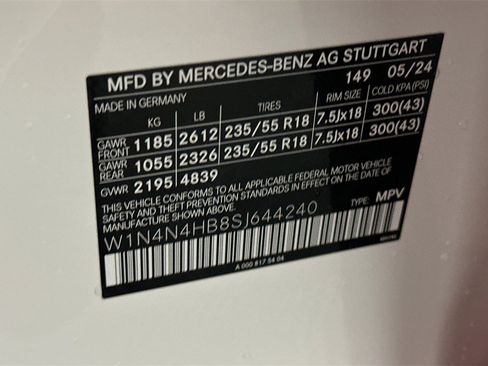 MFD BY MERCEDES-BENZ AG STUTTGART
149 05/24
MADE IN GERMANY
KG LB TIRES RIM SIZE COLD KPA(PSI)
GAWR FRONT 1185 2612 235/55 R18 7.5Jx18 300(43)
GAWR REAR 1055 2326 235/55 R18 7.5Jx18 300(43)
GVWR 2195 4839
THIS VEHICLE CONFORMS TO ALL APPLICABLE FEDERAL MOTOR VEHICLE
SAFETY AND THEFT PREVENTION STANDARDS IN EFFECT ON THE DATE OF
MANUFACTURE SHOWN ABOVE.
W1N4N4HB8SJ644240 TYPE: MPV
A 000 817 54 04